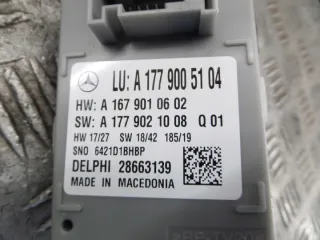 LU: A 177 900 51 04
HW: A 167 901 06 02
SW: A 177 902 10 08 Q 01
HW 17/27 SW 18/42 185/19
SNO 6421D1BHBP
DELPHI 28663139
MADE IN MACEDONIA